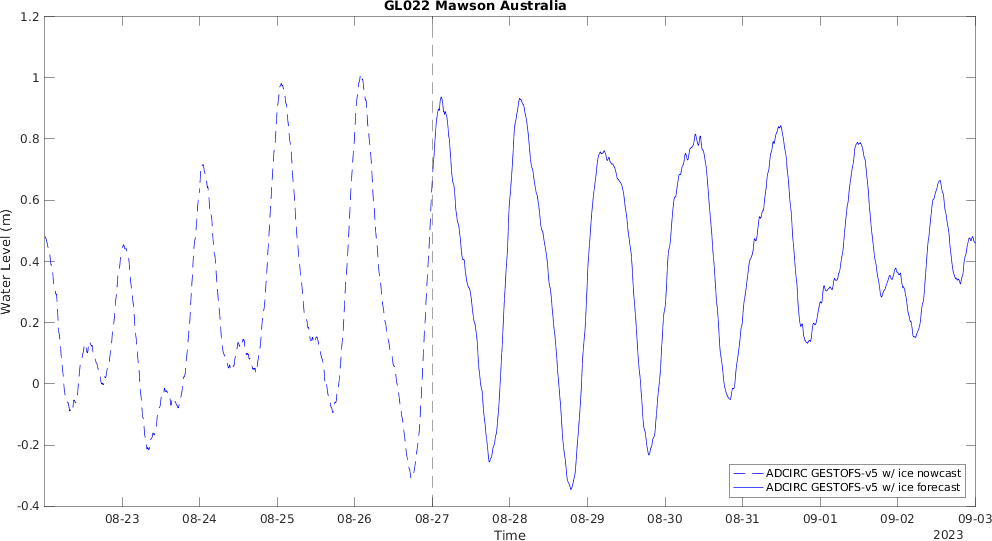 GL022 Mawson Australia
1.2
1
0.8
0.6
0.4
0.2
0
-0.2
-0.4
Water Level (m)
ADCIRC GESTOFS-v5 w/ ice nowcast
ADCIRC GESTOFS-v5 w/ ice forecast
08-23 08-24 08-25 08-26 08-27 08-28 08-29 08-30 08-31 09-01 09-02 09-03
Time
2023